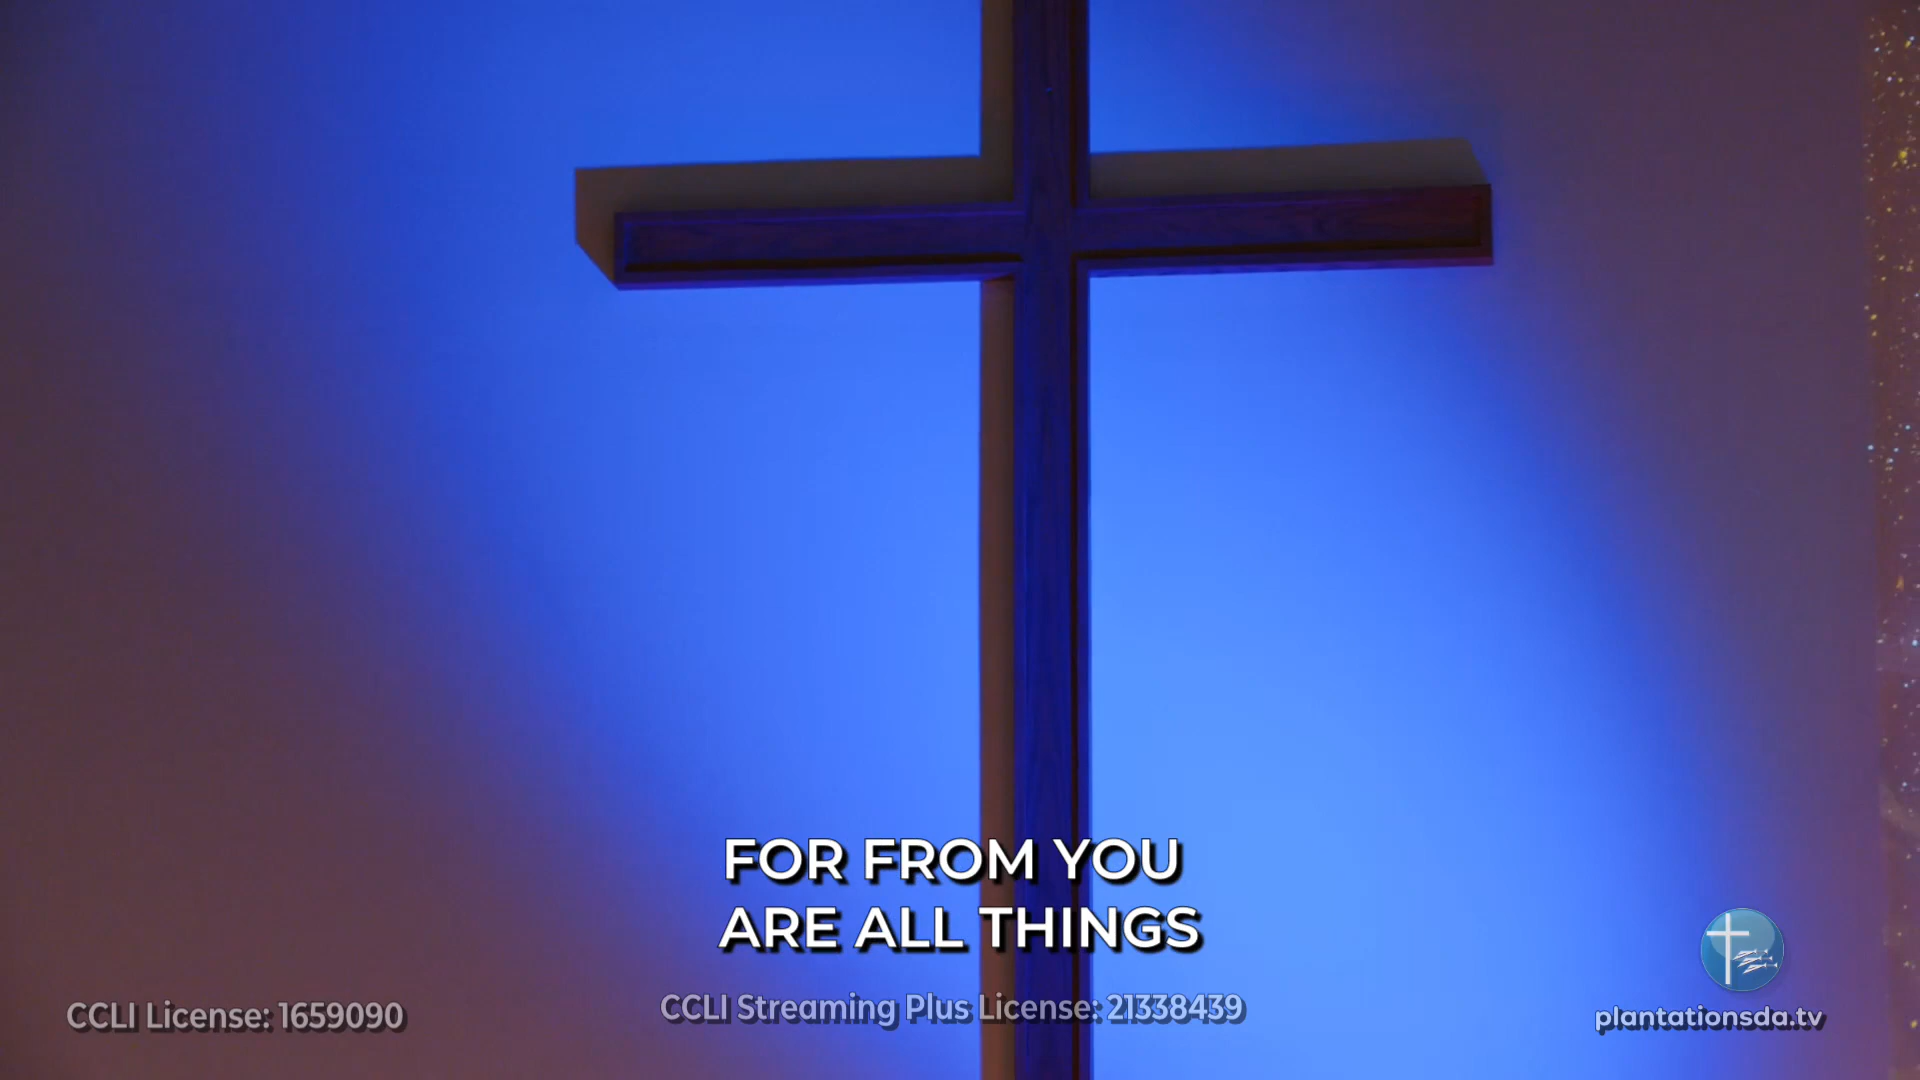 FOR FROM YOU
ARE ALL THINGS
CCLI License: 1659090
CCLI Streaming Plus License: 21338439
plantationsda.tv